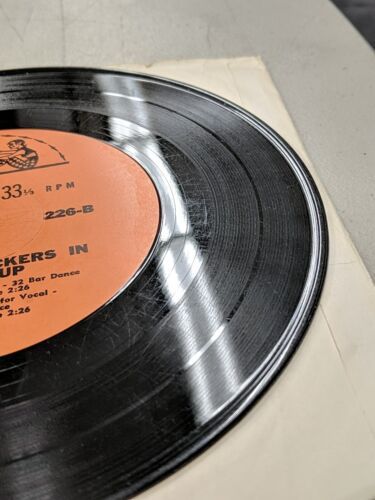 33⅓ RPM
226-B
CKERS IN
UP
- 32 Bar Dance
2:26
for Vocal -
ce
2:26